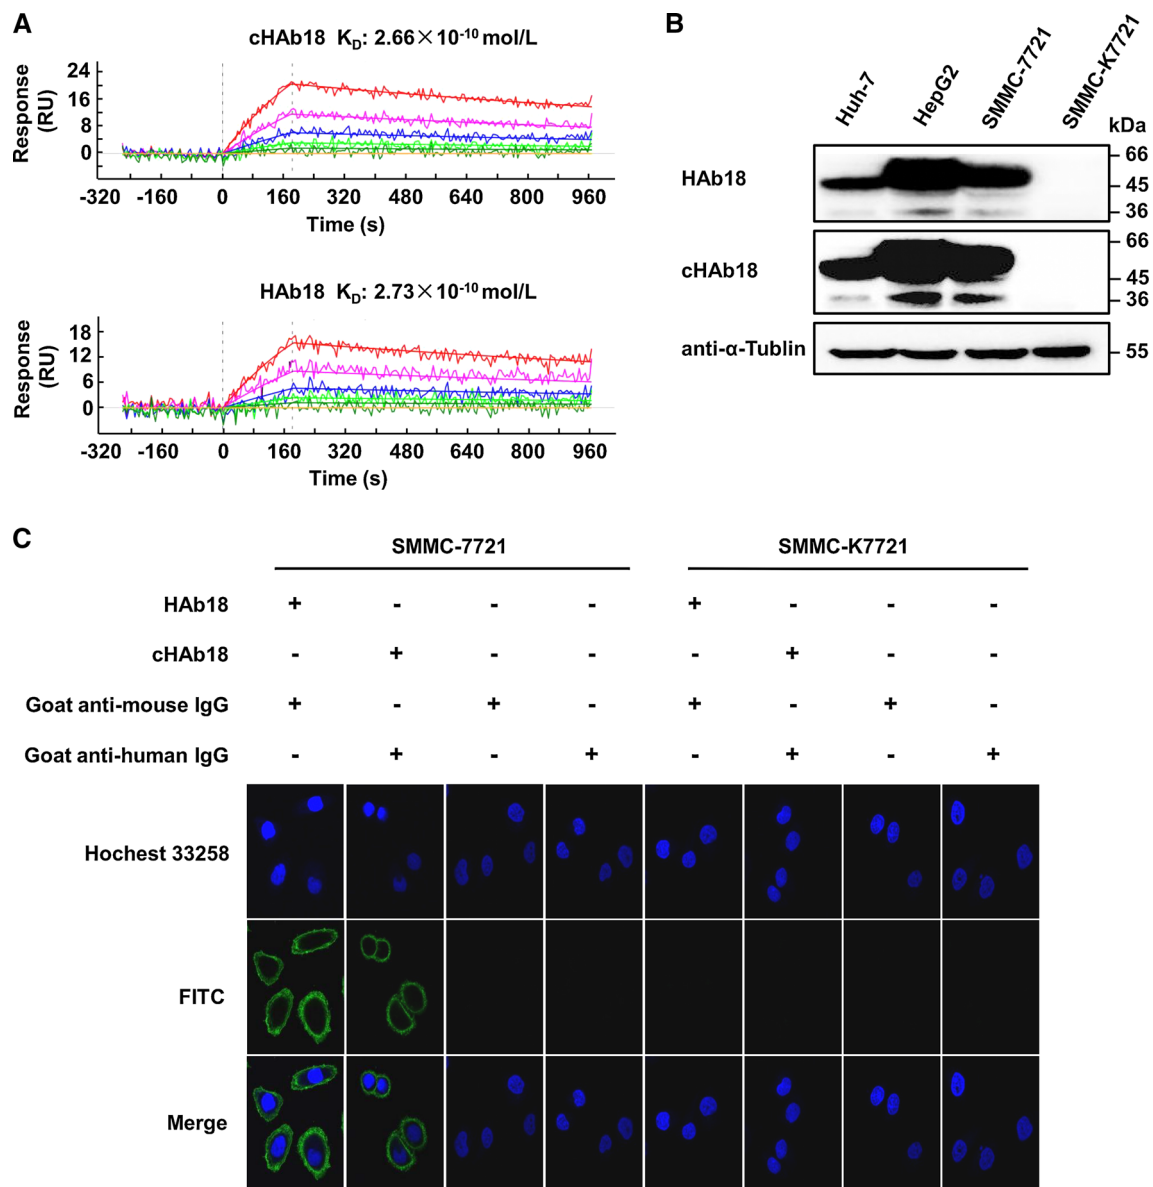 A
cHAb18 K_D: 2.66×10^-10 mol/L
Response (RU)
24
16
8
0
-320 -160 0 160 320 480 640 800 960
Time (s)
HAb18 K_D: 2.73×10^-10 mol/L
Response (RU)
18
12
6
0
-320 -160 0 160 320 480 640 800 960
Time (s)
B
Huh-7 HepG2 SMMC-7721 SMMC-K7721
kDa
HAb18
66
45
36
cHAb18
66
45
36
anti-α-Tublin
55
C
SMMC-7721 SMMC-K7721
HAb18 + - - - + - - -
cHAb18 - + - - - + - -
Goat anti-mouse IgG + - + - + - + -
Goat anti-human IgG - + - + - + - +
Hochest 33258
FITC
Merge